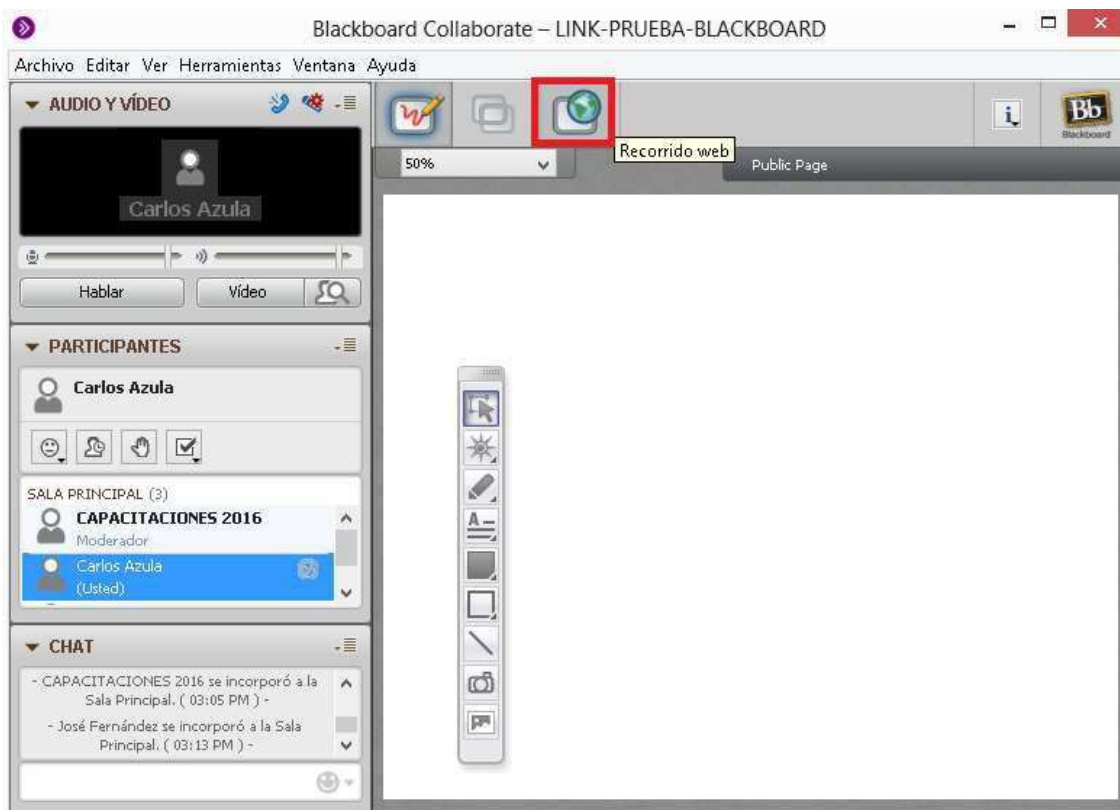 Blackboard Collaborate – LINK-PRUEBA-BLACKBOARD
Archivo Editar Ver Herramientas Ventana Ayuda
AUDIO Y VÍDEO
Carlos Azula
Hablar
Vídeo
PARTICIPANTES
Carlos Azula
SALA PRINCIPAL (3)
CAPACITACIONES 2016
Moderador
Carlos Azula
(Usted)
CHAT
- CAPACITACIONES 2016 se incorporó a la
Sala Principal. ( 03:05 PM ) -
- José Fernández se incorporó a la Sala
Principal. ( 03:13 PM ) -
Recorrido web
50%
Public Page
i
Bb
Blackboard
A